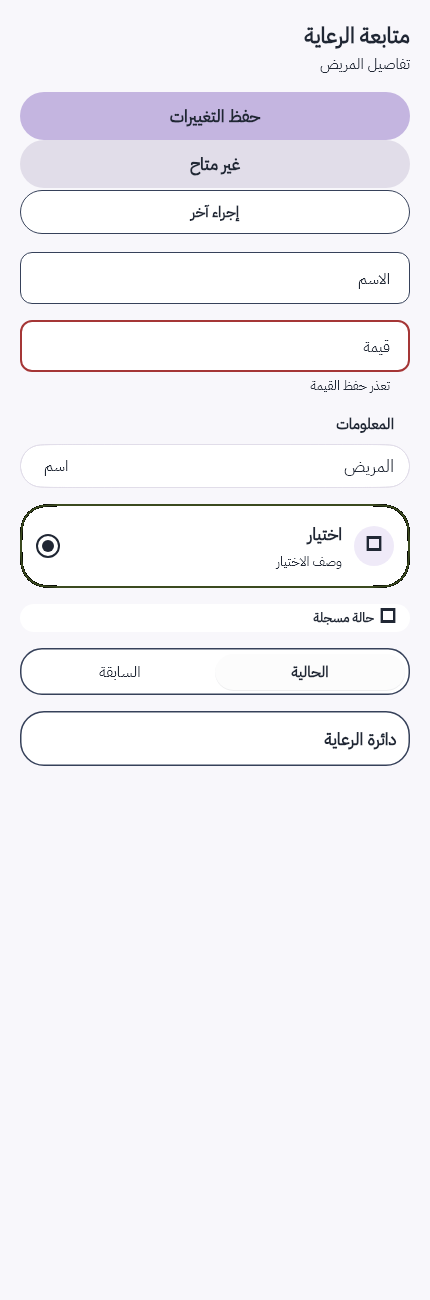 متابعة الرعاية
تفاصيل المريض
حفظ التغييرات
غير متاح
إجراء آخر
الاسم
قيمة
تعذر حفظ القيمة
المعلومات
المريض اسم
اختيار
وصف الاختيار
حالة مسجلة
الحالية السابقة
دائرة الرعاية